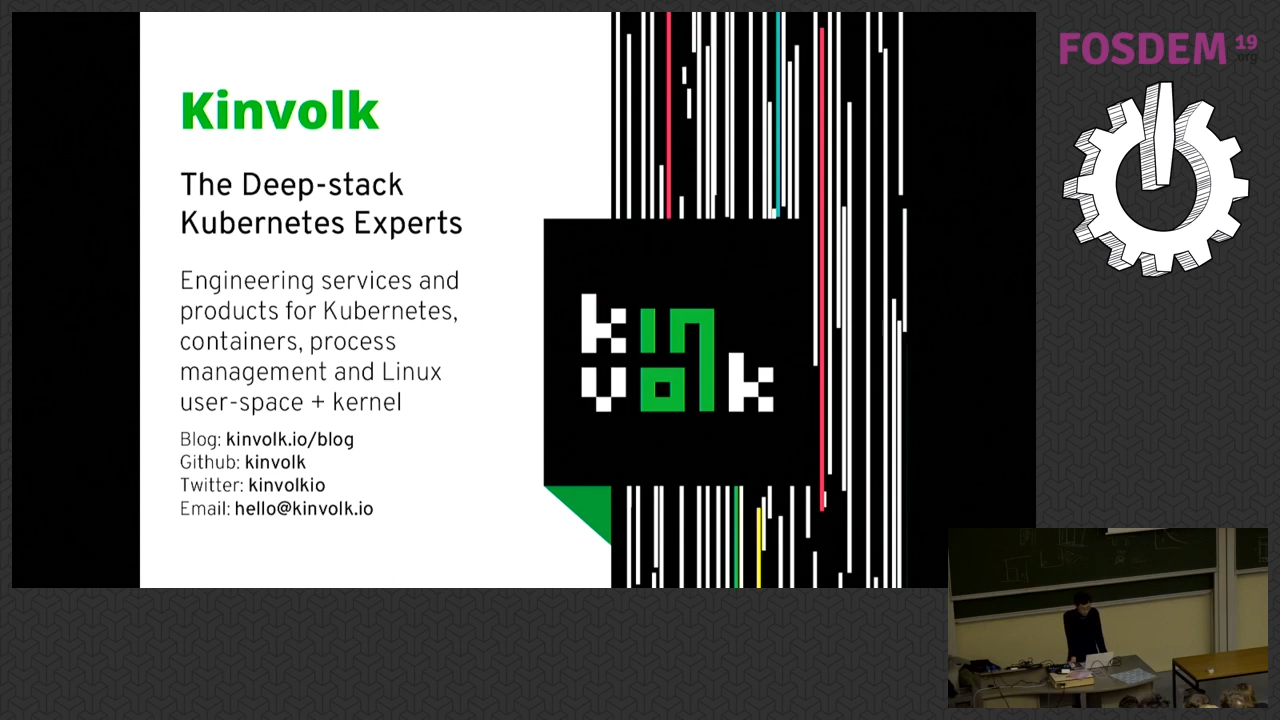 Kinvolk
The Deep-stack
Kubernetes Experts
Engineering services and
products for Kubernetes,
containers, process
management and Linux
user-space + kernel
Blog: kinvolk.io/blog
Github: kinvolk
Twitter: kinvolkio
Email: hello@kinvolk.io
kin
volk
FOSDEM 19
.org